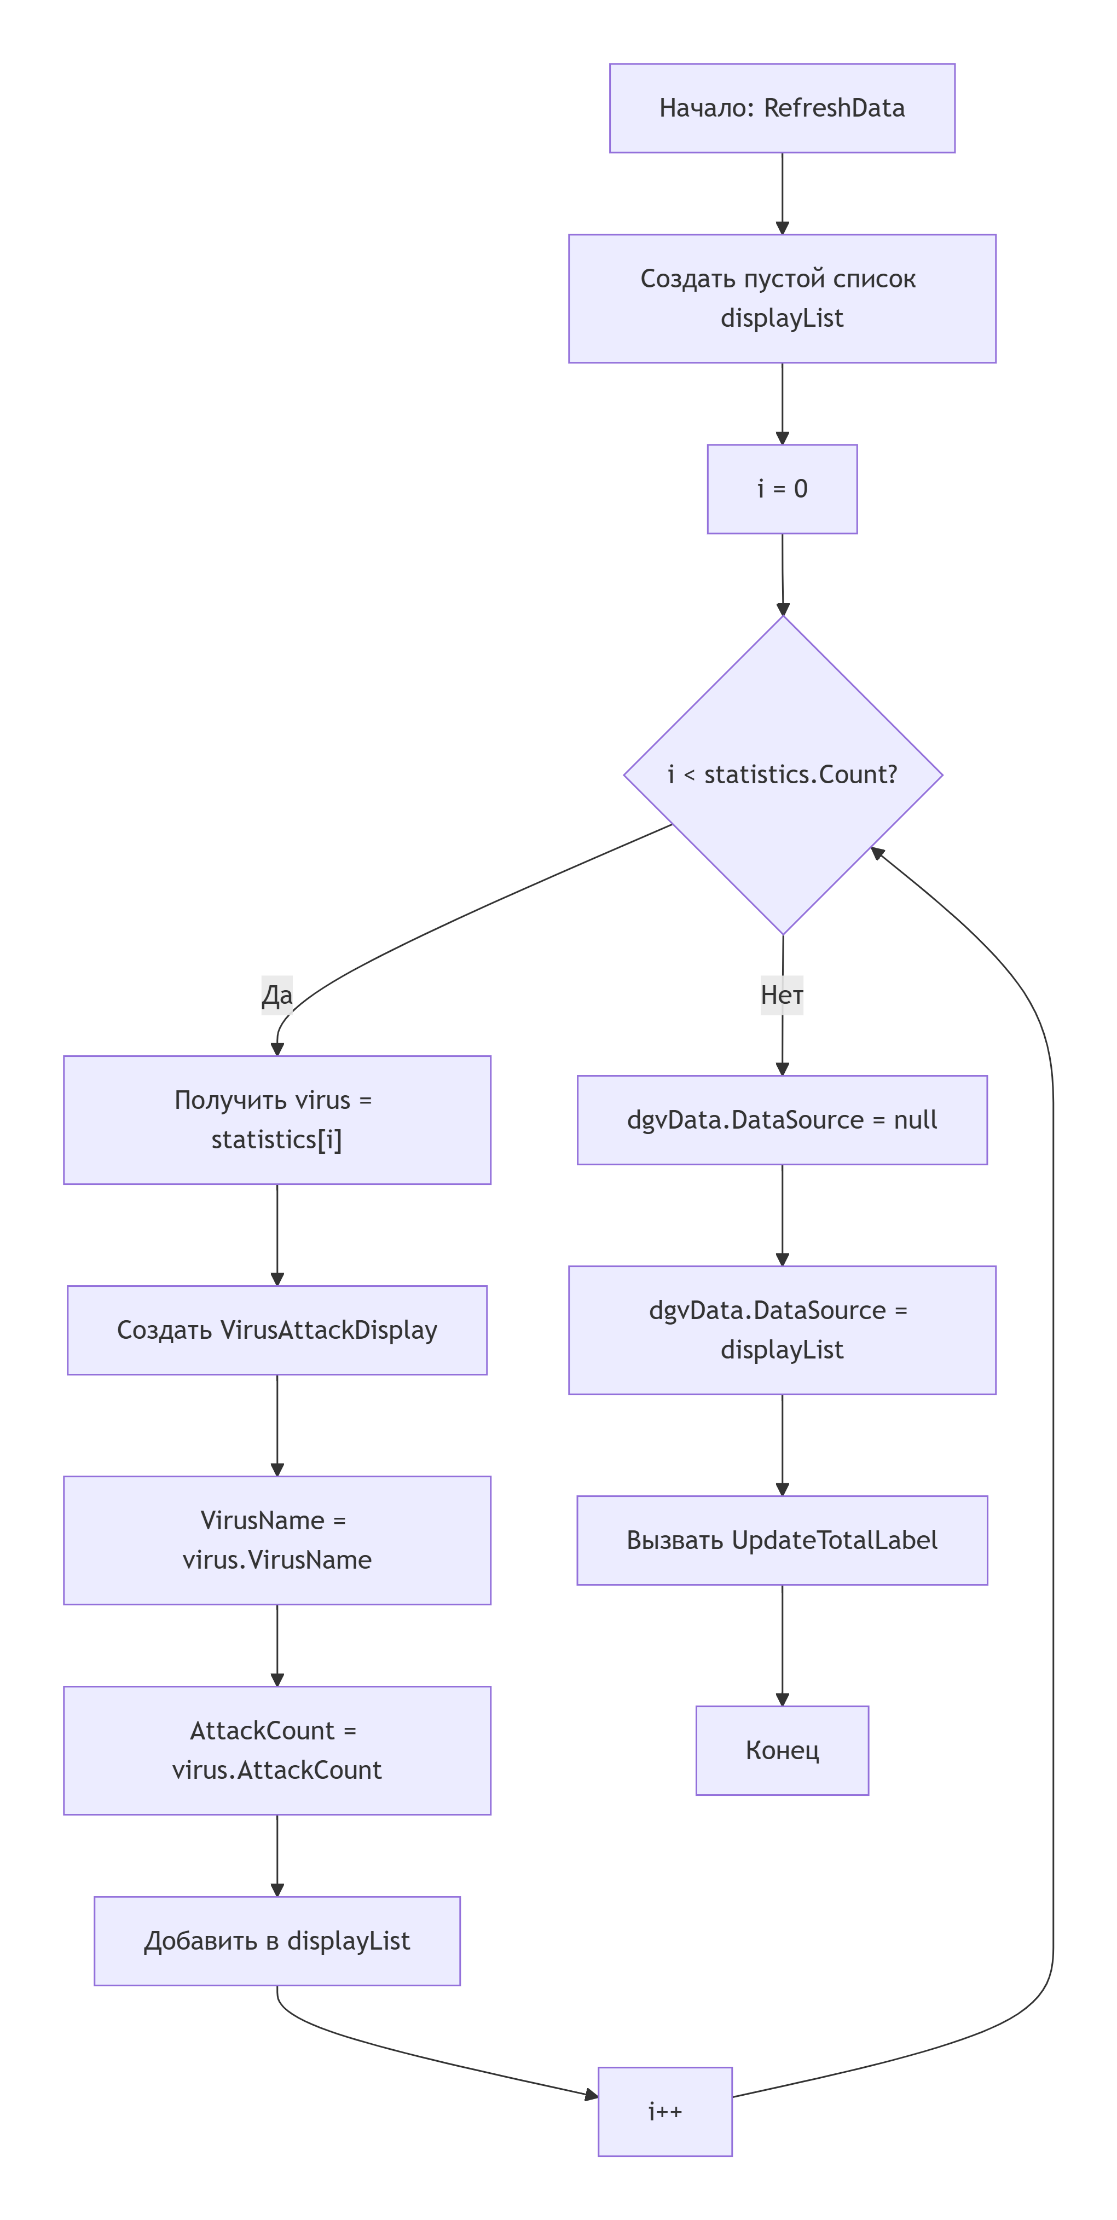 Начало: RefreshData
Создать пустой список
displayList
i = 0
i < statistics.Count?
Да
Нет
Получить virus =
statistics[i]
Создать VirusAttackDisplay
VirusName =
virus.VirusName
AttackCount =
virus.AttackCount
Добавить в displayList
i++
dgvData.DataSource = null
dgvData.DataSource =
displayList
Вызвать UpdateTotalLabel
Конец